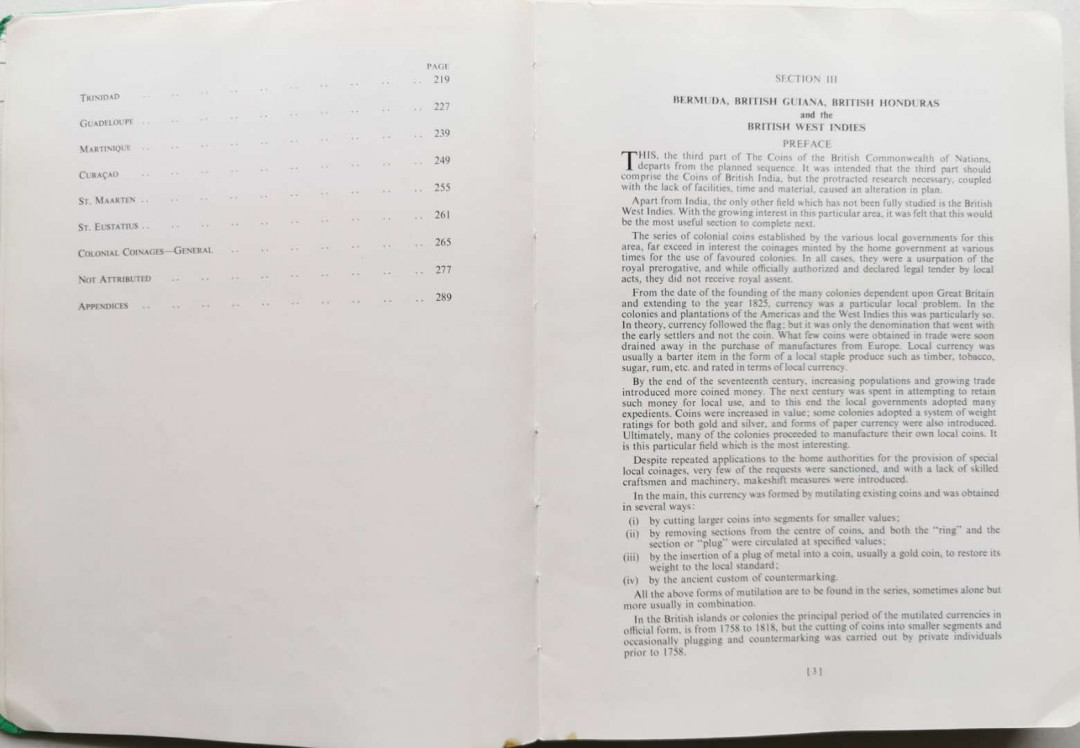 PAGE
TRINIDAD .. .. .. .. .. .. .. .. .. .. 219
GUADELOUPE .. .. .. .. .. .. .. .. .. .. 227
MARTINIQUE .. .. .. .. .. .. .. .. .. .. 239
CURAÇAO .. .. .. .. .. .. .. .. .. .. 249
ST. MAARTEN .. .. .. .. .. .. .. .. .. .. 255
ST. EUSTATIUS .. .. .. .. .. .. .. .. .. .. 261
COLONIAL COINAGES—GENERAL .. .. .. .. .. .. .. 265
NOT ATTRIBUTED .. .. .. .. .. .. .. .. .. 277
APPENDICES .. .. .. .. .. .. .. .. .. .. 289
SECTION III
BERMUDA, BRITISH GUIANA, BRITISH HONDURAS
and the
BRITISH WEST INDIES
PREFACE
THIS, the third part of The Coins of the British Commonwealth of Nations,
departs from the planned sequence. It was intended that the third part should
comprise the Coins of British India, but the protracted research necessary, coupled
with the lack of facilities, time and material, caused an alteration in plan.
Apart from India, the only other field which has not been fully studied is the British
West Indies. With the growing interest in this particular area, it was felt that this would
be the most useful section to complete next.
The series of colonial coins established by the various local governments for this
area, far exceed in interest the coinages minted by the home government at various
times for the use of favoured colonies. In all cases, they were a usurpation of the
royal prerogative, and while officially authorized and declared legal tender by local
acts, they did not receive royal assent.
From the date of the founding of the many colonies dependent upon Great Britain
and extending to the year 1825, currency was a particular local problem. In the
colonies and plantations of the Americas and the West Indies this was particularly so.
In theory, currency followed the flag; but it was only the denomination that went with
the early settlers and not the coin. What few coins were obtained in trade were soon
drained away in the purchase of manufactures from Europe. Local currency was
usually a barter item in the form of a local staple produce such as timber, tobacco,
sugar, rum, etc. and rated in terms of local currency.
By the end of the seventeenth century, increasing populations and growing trade
introduced more coined money. The next century was spent in attempting to retain
such money for local use, and to this end the local governments adopted many
expedients. Coins were increased in value; some colonies adopted a system of weight
ratings for both gold and silver, and forms of paper currency were also introduced.
Ultimately, many of the colonies proceeded to manufacture their own local coins. It
is this particular field which is the most interesting.
Despite repeated applications to the home authorities for the provision of special
local coinages, very few of the requests were sanctioned, and with a lack of skilled
craftsmen and machinery, makeshift measures were introduced.
In the main, this currency was formed by mutilating existing coins and was obtained
in several ways:
(i) by cutting larger coins into segments for smaller values;
(ii) by removing sections from the centre of coins, and both the "ring" and the
section or "plug" were circulated at specified values;
(iii) by the insertion of a plug of metal into a coin, usually a gold coin, to restore its
weight to the local standard;
(iv) by the ancient custom of countermarking.
All the above forms of mutilation are to be found in the series, sometimes alone but
more usually in combination.
In the British islands or colonies the principal period of the mutilated currencies in
official form, is from 1758 to 1818, but the cutting of coins into smaller segments and
occasionally plugging and countermarking was carried out by private individuals
prior to 1758.
[3]